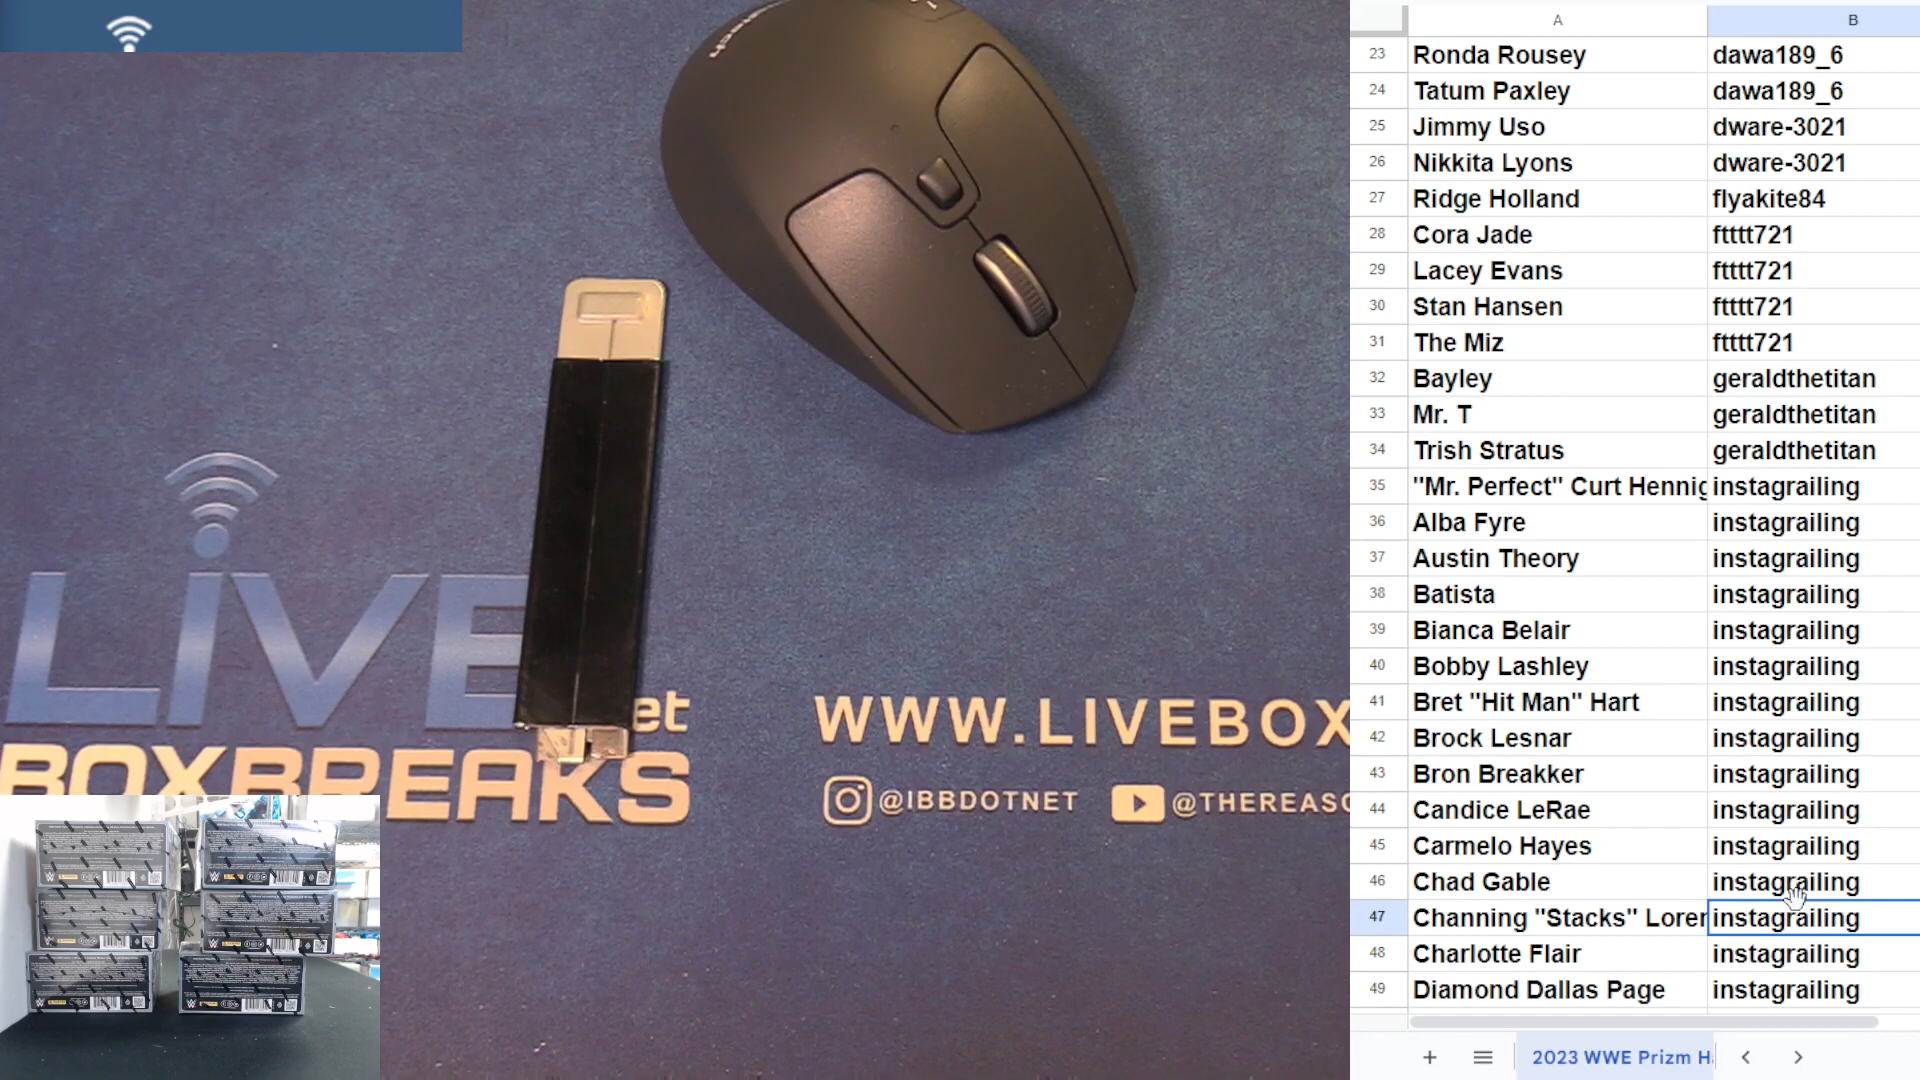 LiVE
et
BOXBREAKS
WWW.LIVEBOX
@IBBDOTNET
@THEREASO
A B
23 Ronda Rousey dawa189_6
24 Tatum Paxley dawa189_6
25 Jimmy Uso dware-3021
26 Nikkita Lyons dware-3021
27 Ridge Holland flyakite84
28 Cora Jade ftttt721
29 Lacey Evans ftttt721
30 Stan Hansen ftttt721
31 The Miz ftttt721
32 Bayley geraldthetitan
33 Mr. T geraldthetitan
34 Trish Stratus geraldthetitan
35 "Mr. Perfect" Curt Hennig instagrailing
36 Alba Fyre instagrailing
37 Austin Theory instagrailing
38 Batista instagrailing
39 Bianca Belair instagrailing
40 Bobby Lashley instagrailing
41 Bret "Hit Man" Hart instagrailing
42 Brock Lesnar instagrailing
43 Bron Breakker instagrailing
44 Candice LeRae instagrailing
45 Carmelo Hayes instagrailing
46 Chad Gable instagrailing
47 Channing "Stacks" Loren instagrailing
48 Charlotte Flair instagrailing
49 Diamond Dallas Page instagrailing
2023 WWE Prizm H